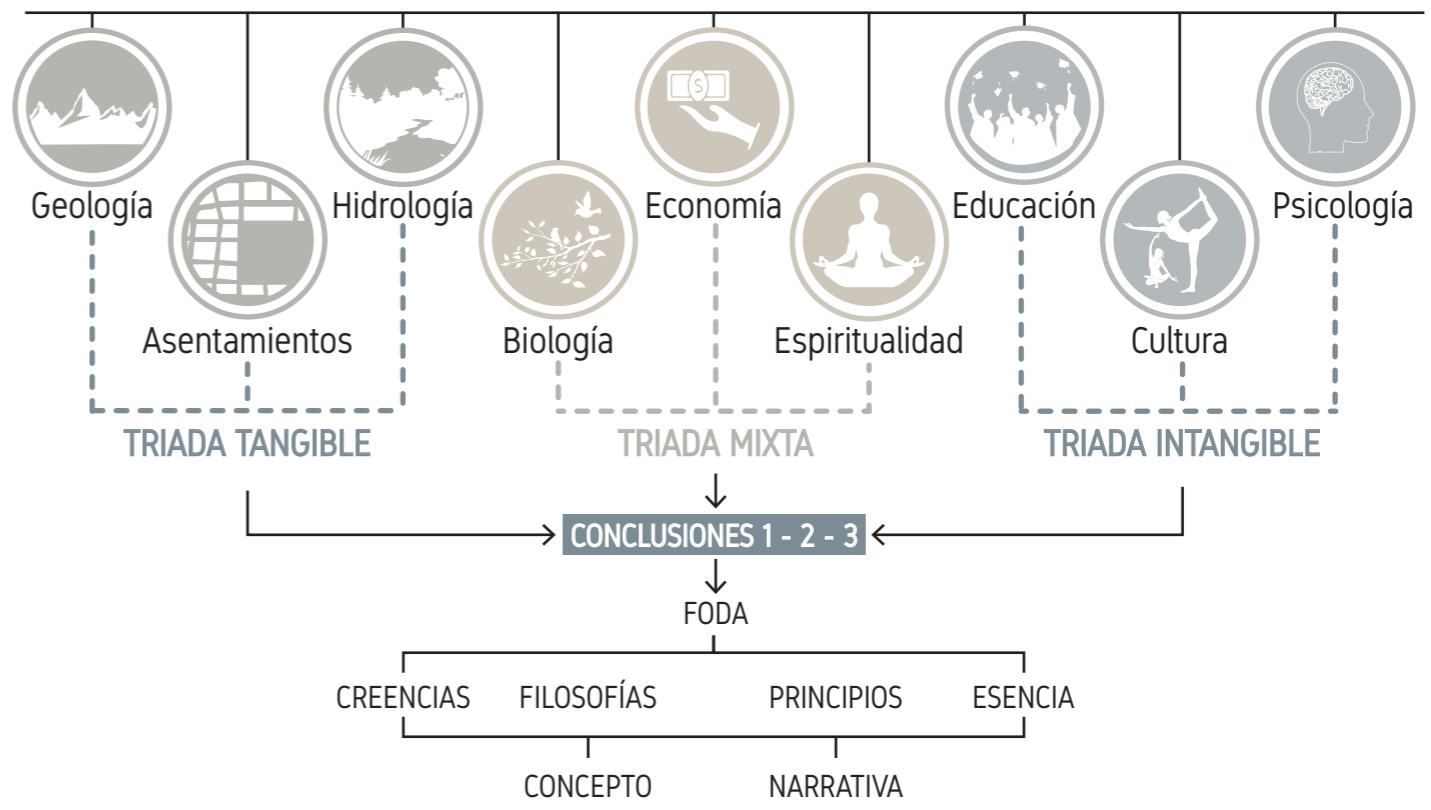 Geología
Hidrología
Economía
Educación
Psicología
Asentamientos
Biología
Espiritualidad
Cultura
TRIADA TANGIBLE
TRIADA MIXTA
TRIADA INTANGIBLE
CONCLUSIONES 1 - 2 - 3
FODA
CREENCIAS
FILOSOFÍAS
PRINCIPIOS
ESENCIA
CONCEPTO
NARRATIVA